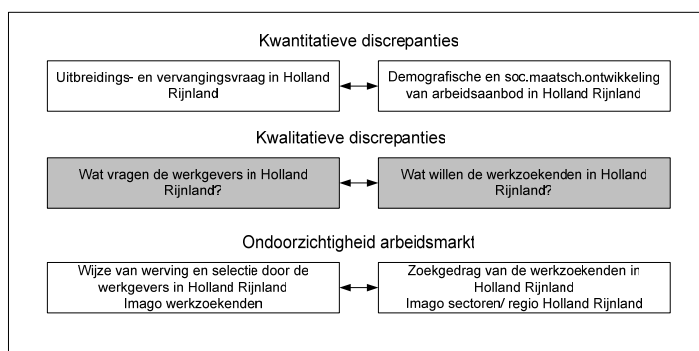 Kwantitatieve discrepanties
Uitbreidings- en vervangingsvraag in Holland
Rijnland
Demografische en soc.maatsch.ontwikkeling
van arbeidsaanbod in Holland Rijnland
Kwalitatieve discrepanties
Wat vragen de werkgevers in Holland
Rijnland?
Wat willen de werkzoekenden in Holland
Rijnland?
Ondoorzichtigheid arbeidsmarkt
Wijze van werving en selectie door de
werkgevers in Holland Rijnland
Imago werkzoekenden
Zoekgedrag van de werkzoekenden in
Holland Rijnland
Imago sectoren/ regio Holland Rijnland